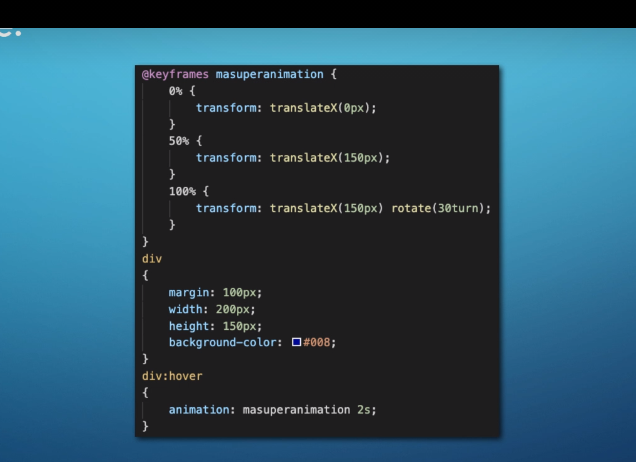 @keyframes masuperanimation {
    0% {
        transform: translateX(0px);
    }
    50% {
        transform: translateX(150px);
    }
    100% {
        transform: translateX(150px) rotate(30turn);
    }
}
div
{
    margin: 100px;
    width: 200px;
    height: 150px;
    background-color: #008;
}
div:hover
{
    animation: masuperanimation 2s;
}